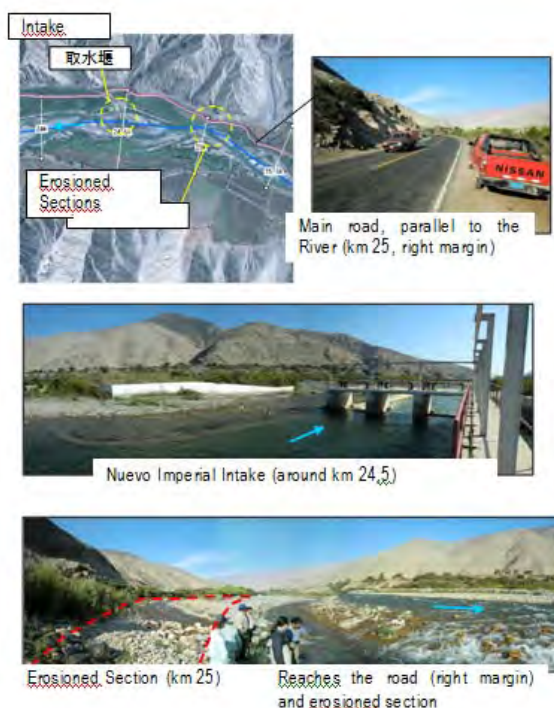 Intake
取水堰
Erosioned
Sections
NISSAN
Main road, parallel to the
River (km 25, right margin)
Nuevo Imperial Intake (around km 24,5)
Erosioned Section (km 25)
Reaches the road (right margin)
and erosioned section